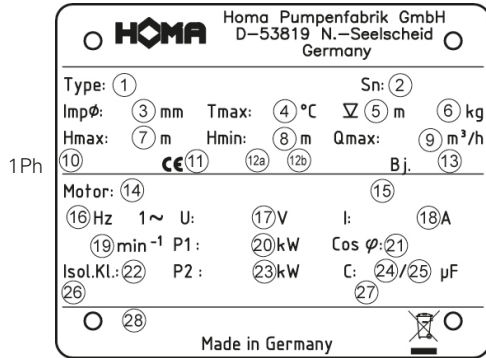 HOMA Homa Pumpenfabrik GmbH
D-53819 N.-Seelscheid
Germany
Type: 1 Sn: 2
ImpØ: 3 mm Tmax: 4 °C 5 m 6 kg
Hmax: 7 m Hmin: 8 m Qmax: 9 m³/h
1Ph
10 CE 11 12a 12b Bj. 13
Motor: 14 15
16 Hz 1~ U: 17 V I: 18 A
19 min⁻¹ P1: 20 kW Cos φ: 21
Isol.Kl.: 22 P2: 23 kW C: 24/25 µF
26 27
28
Made in Germany